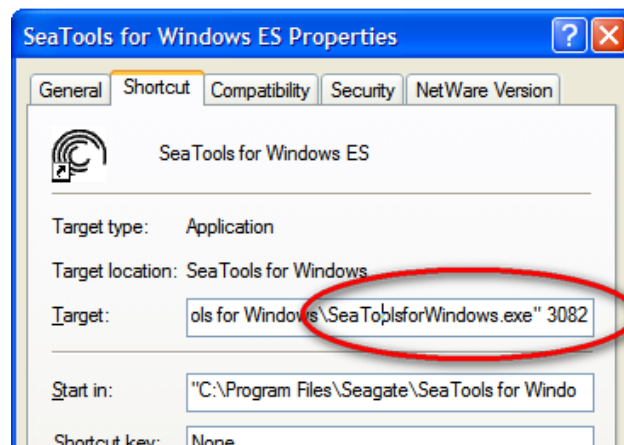 SeaTools for Windows ES Properties
General Shortcut Compatibility Security NetWare Version
SeaTools for Windows ES
Target type: Application
Target location: SeaTools for Windows
Target: ols for Windows\SeaToolsforWindows.exe" 3082
Start in: "C:\Program Files\Seagate\SeaTools for Windo
Shortcut key: None